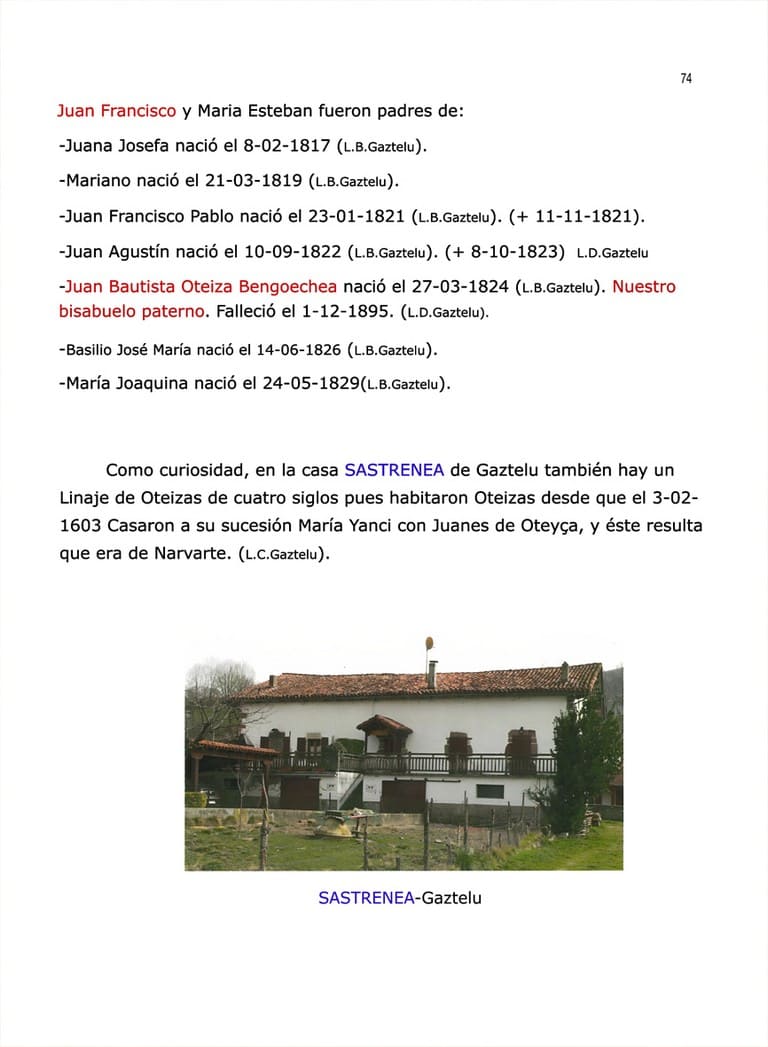 74
Juan Francisco y Maria Esteban fueron padres de:
-Juana Josefa nació el 8-02-1817 (L.B.Gaztelu).
-Mariano nació el 21-03-1819 (L.B.Gaztelu).
-Juan Francisco Pablo nació el 23-01-1821 (L.B.Gaztelu). (+ 11-11-1821).
-Juan Agustín nació el 10-09-1822 (L.B.Gaztelu). (+ 8-10-1823) L.D.Gaztelu
-Juan Bautista Oteiza Bengoechea nació el 27-03-1824 (L.B.Gaztelu). Nuestro
bisabuelo paterno. Falleció el 1-12-1895. (L.D.Gaztelu).
-Basilio José María nació el 14-06-1826 (L.B.Gaztelu).
-María Joaquina nació el 24-05-1829(L.B.Gaztelu).
Como curiosidad, en la casa SASTRENEA de Gaztelu también hay un
Linaje de Oteizas de cuatro siglos pues habitaron Oteizas desde que el 3-02-
1603 Casaron a su sucesión María Yanci con Juanes de Oteyça, y éste resulta
que era de Narvarte. (L.C.Gaztelu).
SASTRENEA-Gaztelu